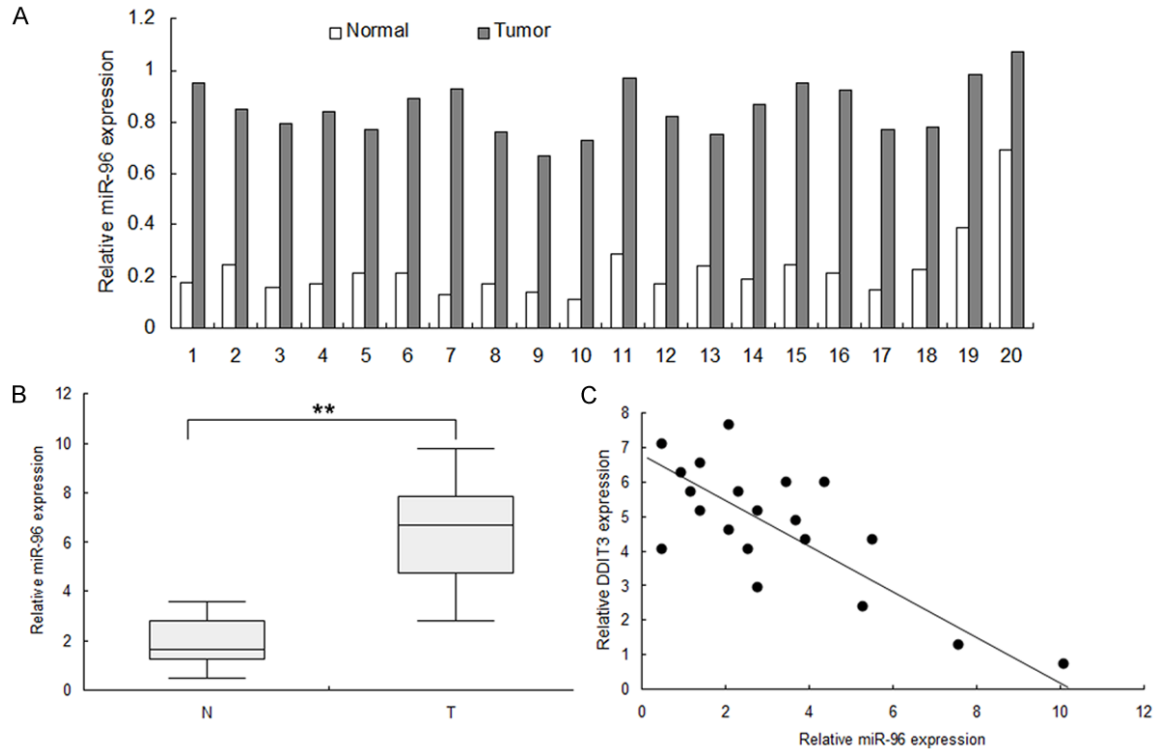 A
Relative miR-96 expression
1.2
1
0.8
0.6
0.4
0.2
0
Normal Tumor
1 2 3 4 5 6 7 8 9 10 11 12 13 14 15 16 17 18 19 20
B
Relative miR-96 expression
12
10
8
6
4
2
0
**
N T
C
Relative DDIT3 expression
8
7
6
5
4
3
2
1
0
0 2 4 6 8 10 12
Relative miR-96 expression